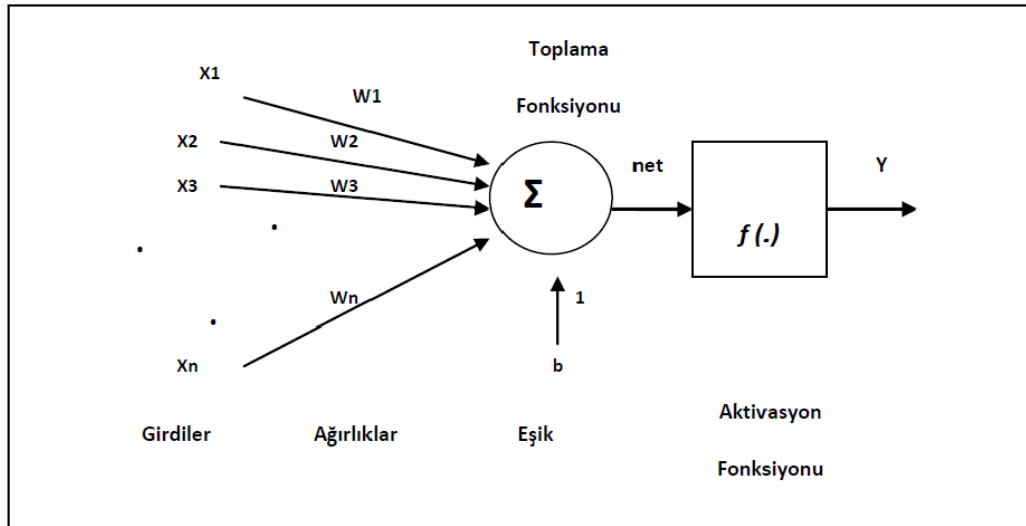 Toplama
Fonksiyonu
X1
W1
X2
W2
X3
W3
Σ
net
f (.)
Y
Wn
1
Xn
b
Girdiler
Ağırlıklar
Eşik
Aktivasyon
Fonksiyonu